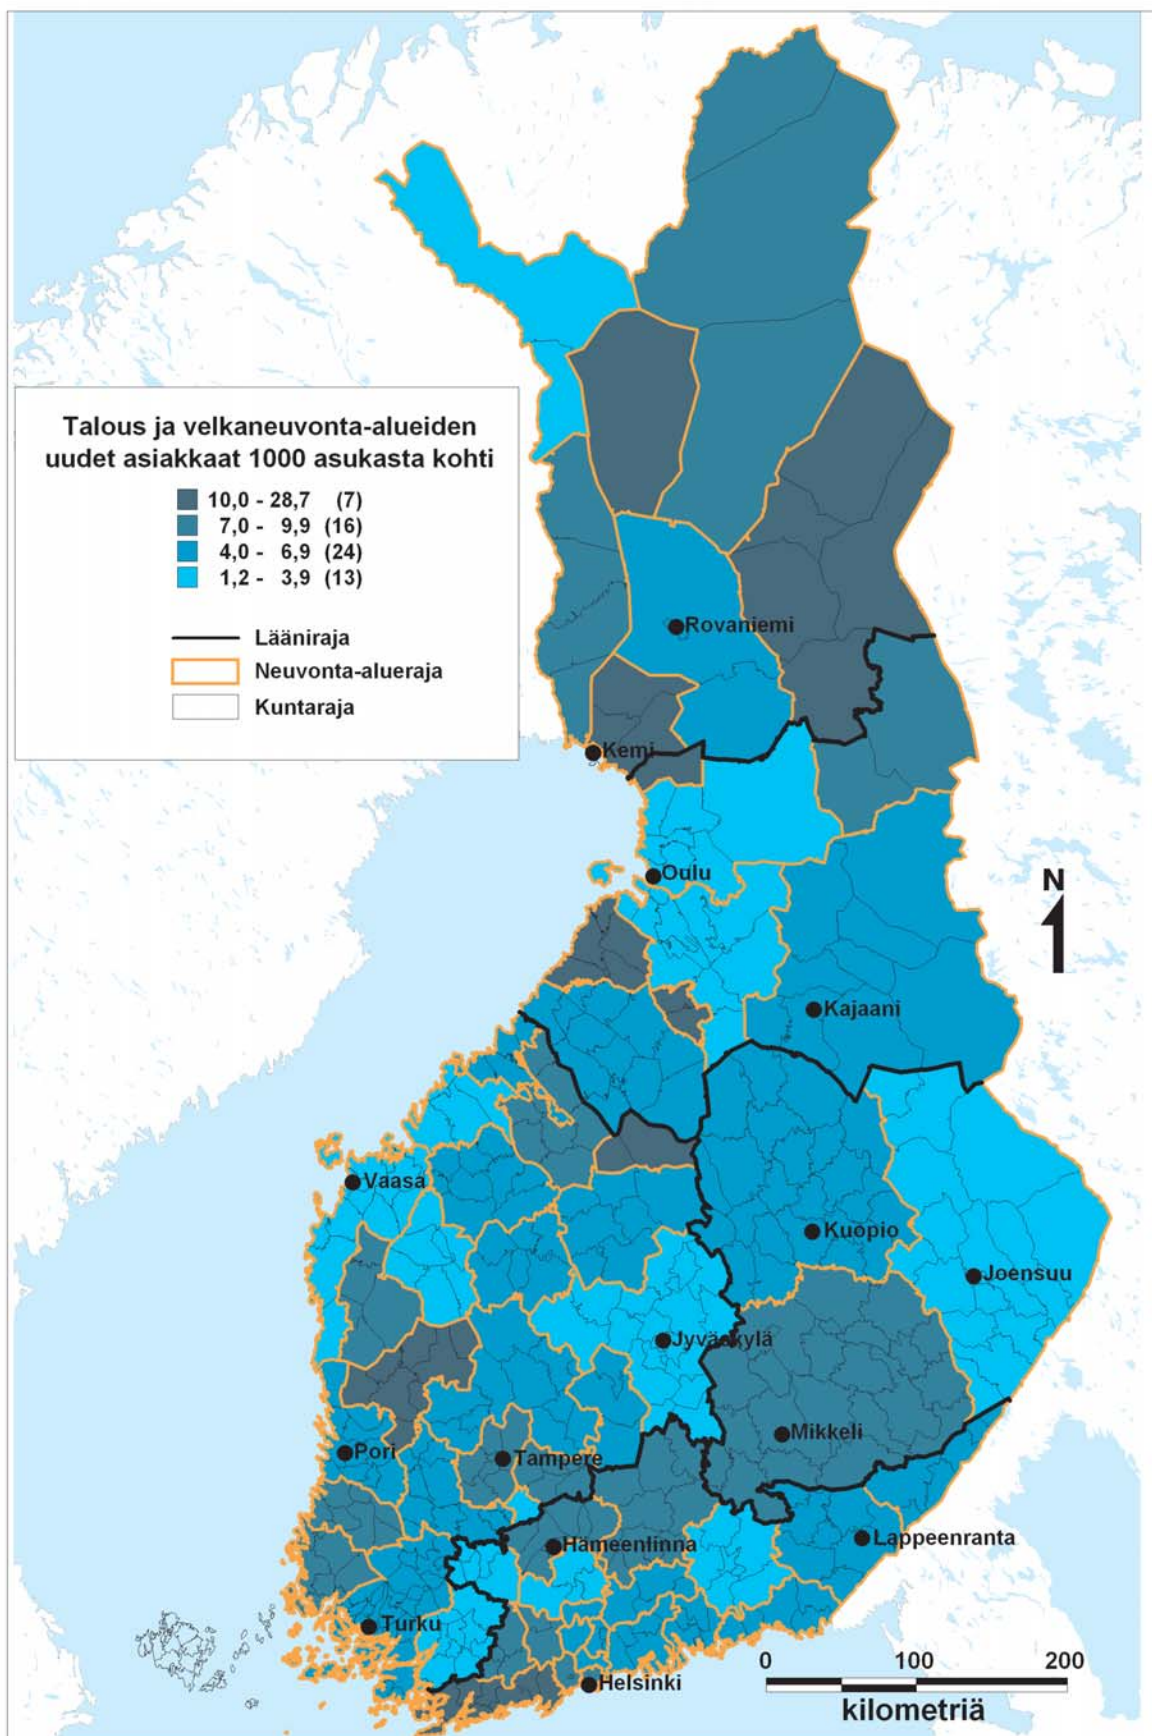 Talous ja velkaneuvonta-alueiden
uudet asiakkaat 1000 asukasta kohti
10,0 - 28,7 (7)
7,0 - 9,9 (16)
4,0 - 6,9 (24)
1,2 - 3,9 (13)
Lääniraja
Neuvonta-alueraja
Kuntaraja
Rovaniemi
Kemi
Oulu
N
Kajaani
Vaasa
Kuopio
Joensuu
Jyväskylä
Mikkeli
Pori
Tampere
Lappeenranta
Hämeenlinna
Turku
Helsinki
0 100 200
kilometriä